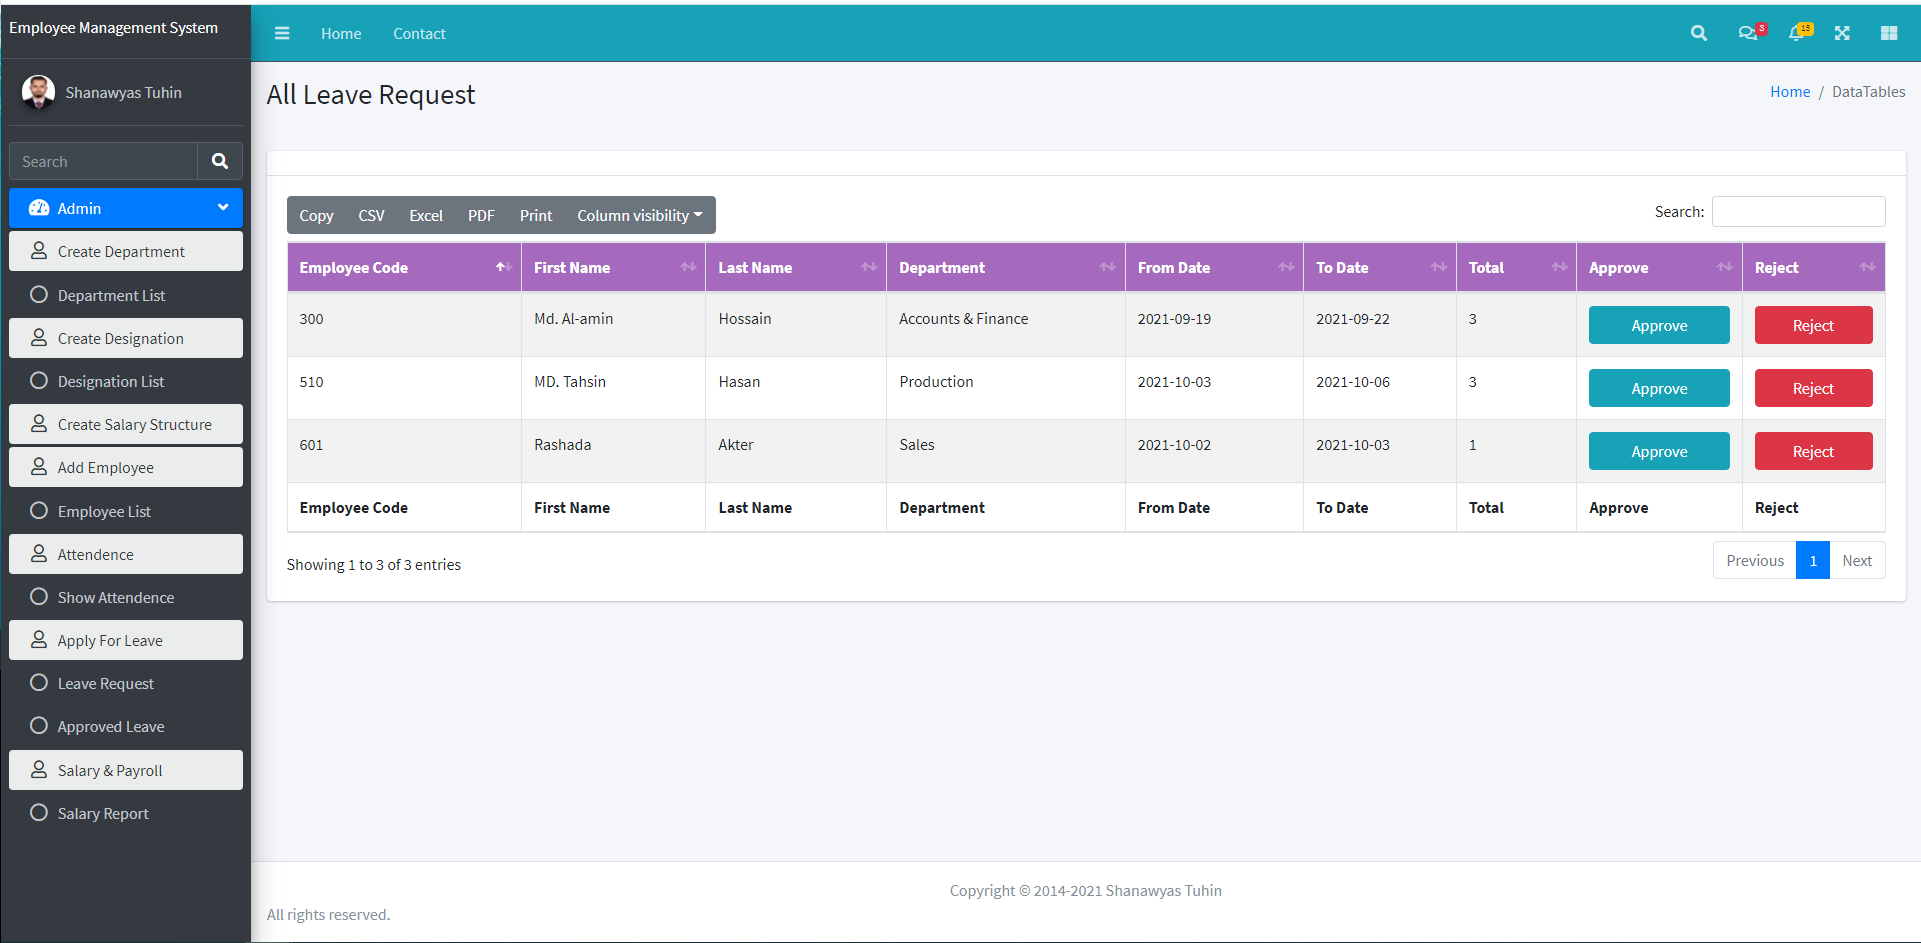 Employee Management System
Shanawyas Tuhin
Search
Admin
Create Department
Department List
Create Designation
Designation List
Create Salary Structure
Add Employee
Employee List
Attendence
Show Attendence
Apply For Leave
Leave Request
Approved Leave
Salary & Payroll
Salary Report
Home Contact 3 15
All Leave Request
Home / DataTables
Copy CSV Excel PDF Print Column visibility
Search:
Employee Code First Name Last Name Department From Date To Date Total Approve Reject
300 Md. Al-amin Hossain Accounts & Finance 2021-09-19 2021-09-22 3 Approve Reject
510 MD. Tahsin Hasan Production 2021-10-03 2021-10-06 3 Approve Reject
601 Rashada Akter Sales 2021-10-02 2021-10-03 1 Approve Reject
Employee Code First Name Last Name Department From Date To Date Total Approve Reject
Showing 1 to 3 of 3 entries
Previous 1 Next
Copyright © 2014-2021 Shanawyas Tuhin
All rights reserved.